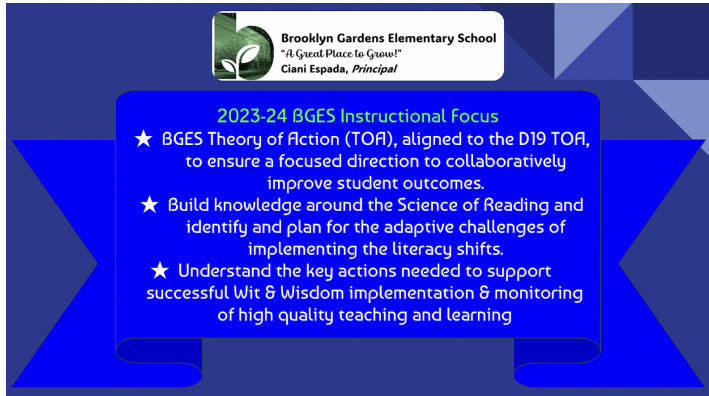 Brooklyn Gardens Elementary School
“A Great Place to Grow!”
Ciani Espada, Principal
2023-24 BGES Instructional Focus
★ BGES Theory of Action (TOA), aligned to the D19 TOA,
to ensure a focused direction to collaboratively
improve student outcomes.
★ Build knowledge around the Science of Reading and
identify and plan for the adaptive challenges of
implementing the literacy shifts.
★ Understand the key actions needed to support
successful Wit & Wisdom implementation & monitoring
of high quality teaching and learning